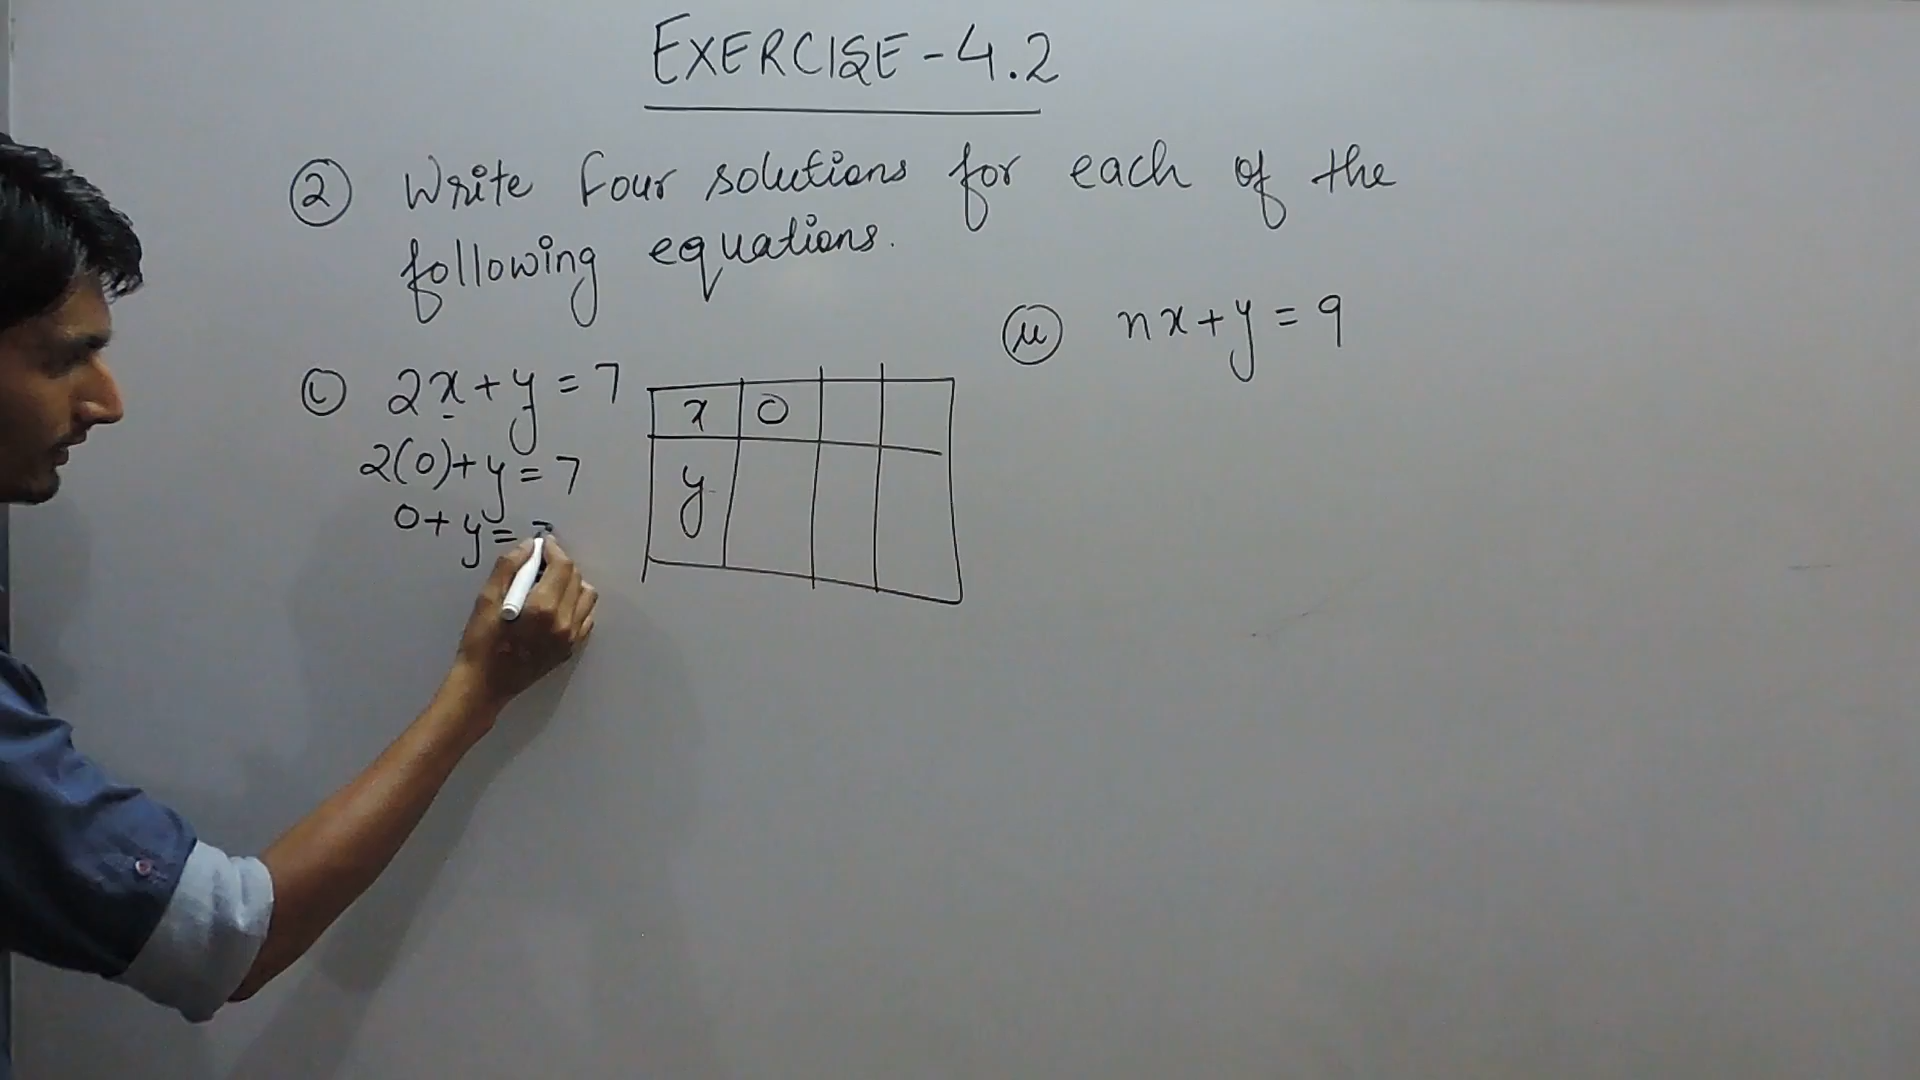 EXERCISE - 4.2
② Write four solutions for each of the
following equations.
(i) 2x + y = 7
2(0) + y = 7
0 + y = 7
x 0
y
(ii) πx + y = 9